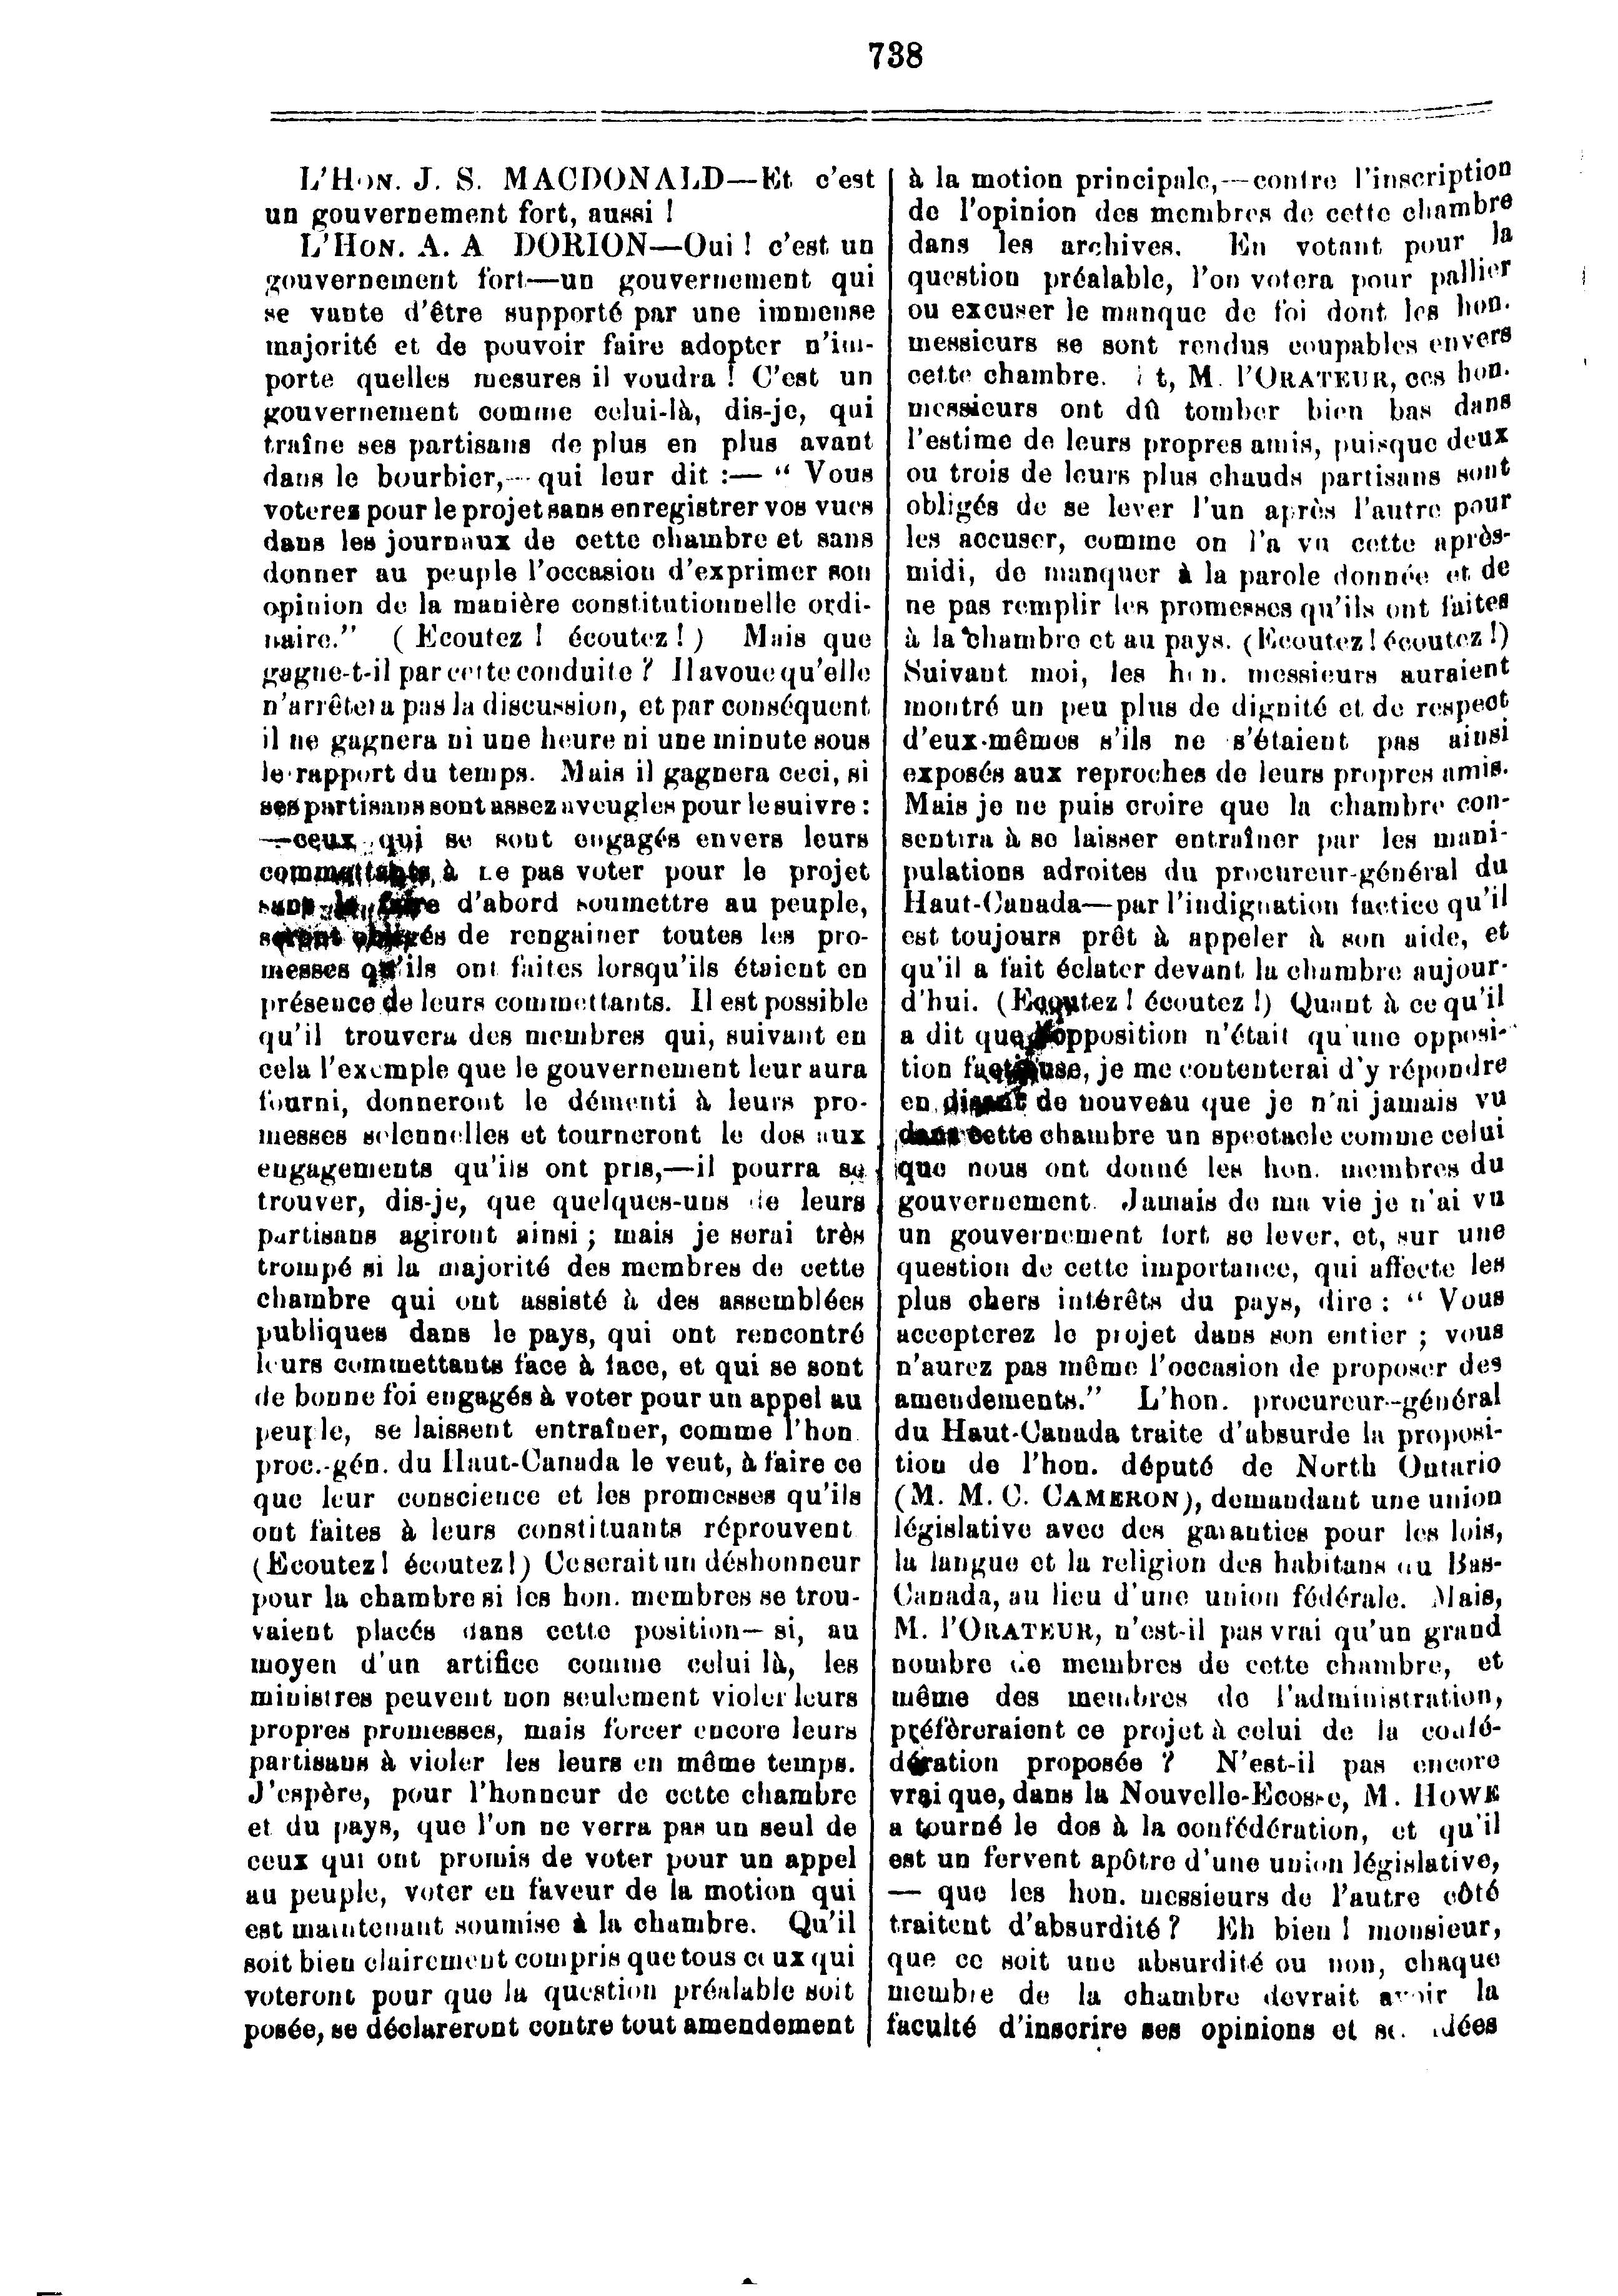 738
L'HON. J. S. MACDONALD—Et c'est
un gouvernement fort, aussi !
L'HON. A. A DORION—Oui ! c'est un
gouvernement fort—un gouvernement qui
se vante d'être supporté par une immense
majorité et de pouvoir faire adopter n'im-
porte quelles mesures il voudra ! C'est un
gouvernement comme celui-là, dis-je, qui
traîne ses partisans de plus en plus avant
dans le bourbier,—qui leur dit :— " Vous
voterez pour le projet sans enregistrer vos vues
dans les journaux de cette chambre et sans
donner au peuple l'occasion d'exprimer son
opinion de la manière constitutionnelle ordi-
naire." ( Ecoutez ! écoutez ! ) Mais que
gagne-t-il par cette conduite ? Il avoue qu'elle
n'arrêtera pas la discussion, et par conséquent
il ne gagnera ni une heure ni une minute sous
le rapport du temps. Mais il gagnera ceci, si
ses partisans sont assez aveugles pour le suivre :
—ceux qui se sont engagés envers leurs
commettants, à ne pas voter pour le projet
sans le faire d'abord soumettre au peuple,
seront obligés de rengainer toutes les pro-
messes qu'ils ont faites lorsqu'ils étaient en
présence de leurs commettants. Il est possible
qu'il trouvera des membres qui, suivant en
cela l'exemple que le gouvernement leur aura
fourni, donneront le démenti à leurs pro-
messes solennelles et tourneront le dos aux
engagements qu'ils ont pris,—il pourra se
trouver, dis-je, que quelques-uns de leurs
partisans agiront ainsi ; mais je serai très
trompé si la majorité des membres de cette
chambre qui ont assisté à des assemblées
publiques dans le pays, qui ont rencontré
leurs commettants face à face, et qui se sont
de bonne foi engagés à voter pour un appel au
peuple, se laissent entraîner, comme l'hon
proc.-gén. du Haut-Canada le veut, à faire ce
que leur conscience et les promesses qu'ils
ont faites à leurs constituants réprouvent
(Ecoutez ! écoutez !) Ce serait un déshonneur
pour la chambre si les hon. membres se trou-
vaient placés dans cette position— si, au
moyen d'un artifice comme celui là, les
ministres peuvent non seulement violer leurs
propres promesses, mais forcer encore leurs
partisans à violer les leurs en même temps.
J'espère, pour l'honneur de cette chambre
et du pays, que l'on ne verra pas un seul de
ceux qui ont promis de voter pour un appel
au peuple, voter en faveur de la motion qui
est maintenant soumise à la chambre. Qu'il
soit bien clairement compris que tous ceux qui
voteront pour que la question préalable soit
posée, se déclareront contre tout amendement
à la motion principale,—contre l'inscription
de l'opinion des membres de cette chambre
dans les archives. En votant pour la
question préalable, l'on votera pour pallier
ou excuser le manque de foi dont les hon.
messieurs se sont rendus coupables envers
cette chambre. Et, M. l'ORATEUR, ces hon.
messieurs ont dû tomber bien bas dans
l'estime de leurs propres amis, puisque deux
ou trois de leurs plus chauds partisans sont
obligés de se lever l'un après l'autre pour
les accuser, comme on l'a vu cette après-
midi, de manquer à la parole donnée et de
ne pas remplir les promesses qu'ils ont faites
à la chambre et au pays. (Ecoutez ! écoutez !)
Suivant moi, les hon. messieurs auraient
montré un peu plus de dignité et de respect
d'eux-mêmes s'ils ne s'étaient pas ainsi
exposés aux reproches de leurs propres amis.
Mais je ne puis croire que la chambre con-
sentira à se laisser entraîner par les mani-
pulations adroites du procureur-général du
Haut-Canada—par l'indignation factice qu'il
est toujours prêt à appeler à son aide, et
qu'il a fait éclater devant la chambre aujour-
d'hui. (Ecoutez ! écoutez !) Quant à ce qu'il
a dit que l'opposition n'était qu'une opposi-
tion factieuse, je me contenterai d'y répondre
en disant de nouveau que je n'ai jamais vu
dans cette chambre un spectacle comme celui
que nous ont donné les hon. membres du
gouvernement. Jamais de ma vie je n'ai vu
un gouvernement fort se lever, et, sur une
question de cette importance, qui affecte les
plus chers intérêts du pays, dire : " Vous
accepterez le projet dans son entier ; vous
n'aurez pas même l'occasion de proposer des
amendements." L'hon. procureur-général
du Haut-Canada traite d'absurde la proposi-
tion de l'hon. député de North Ontario
(M. M. C. CAMERON), demandant une union
législative avec des garanties pour les lois,
la langue et la religion des habitans du Bas-
Canada, au lieu d'une union fédérale. Mais,
M. l'ORATEUR, n'est-il pas vrai qu'un grand
nombre de membres de cette chambre, et
même des membres de l'administration,
préfèreraient ce projet à celui de la confé-
dération proposée ? N'est-il pas encore
vrai que, dans la Nouvelle-Ecosse, M. HOWE
a tourné le dos à la confédération, et qu'il
est un fervent apôtre d'une union législative,
— que les hon. messieurs de l'autre côté
traitent d'absurdité ? Eh bien ! monsieur,
que ce soit une absurdité ou non, chaque
membre de la chambre devrait avoir la
faculté d'inscrire ses opinions et ses idées